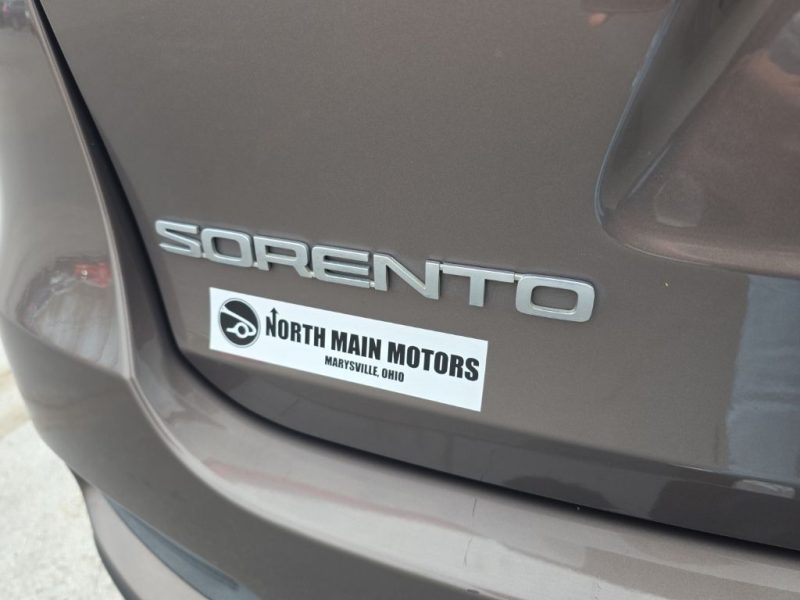 SORENTO
NORTH MAIN MOTORS
MARYSVILLE, OHIO